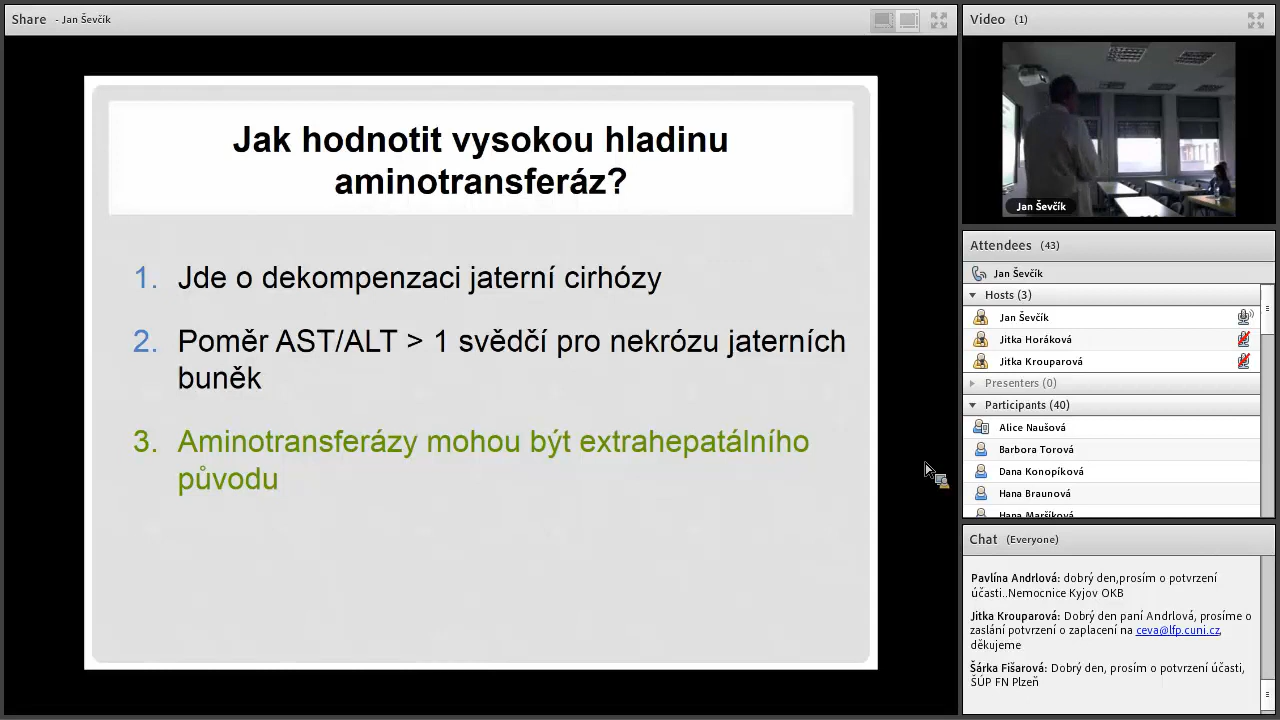 Share - Jan Ševčík
Jak hodnotit vysokou hladinu
aminotransferáz?
1. Jde o dekompenzaci jaterní cirhózy
2. Poměr AST/ALT > 1 svědčí pro nekrózu jaterních
buněk
3. Aminotransferázy mohou být extrahepatálního
původu
Video (1)
Jan Ševčík
Attendees (43)
Jan Ševčík
Hosts (3)
Jan Ševčík
Jitka Horáková
Jitka Krouparová
Presenters (0)
Participants (40)
Alice Naušová
Barbora Torová
Dana Konopíková
Hana Braunová
Hana Maršíková
Chat (Everyone)
Pavlína Andrlová: dobrý den,prosím o potvrzení
účasti..Nemocnice Kyjov OKB
Jitka Krouparová: Dobrý den paní Andrlová, prosíme o
zaslání potvrzení o zaplacení na ceva@lfp.cuni.cz,
děkujeme
Šárka Fišarová: Dobrý den, prosím o potvrzení účasti,
ŠÚP FN Plzeň